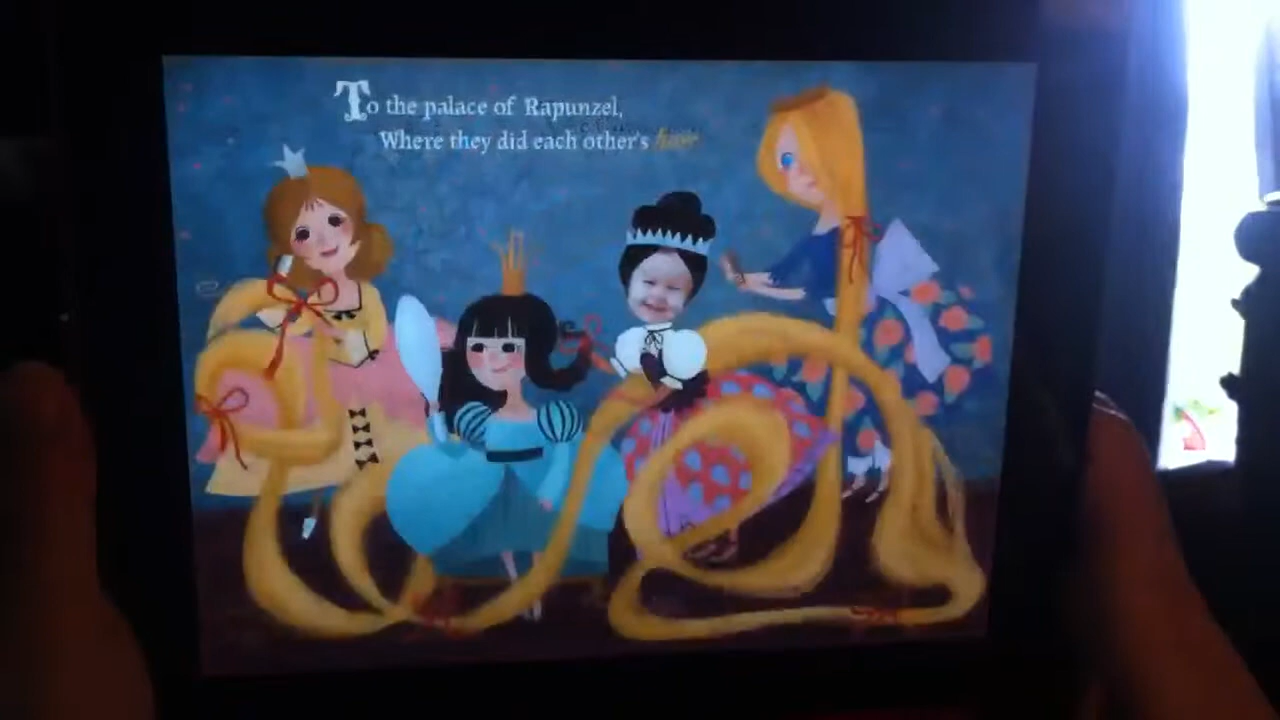 To the palace of Rapunzel,
Where they did each other's hair